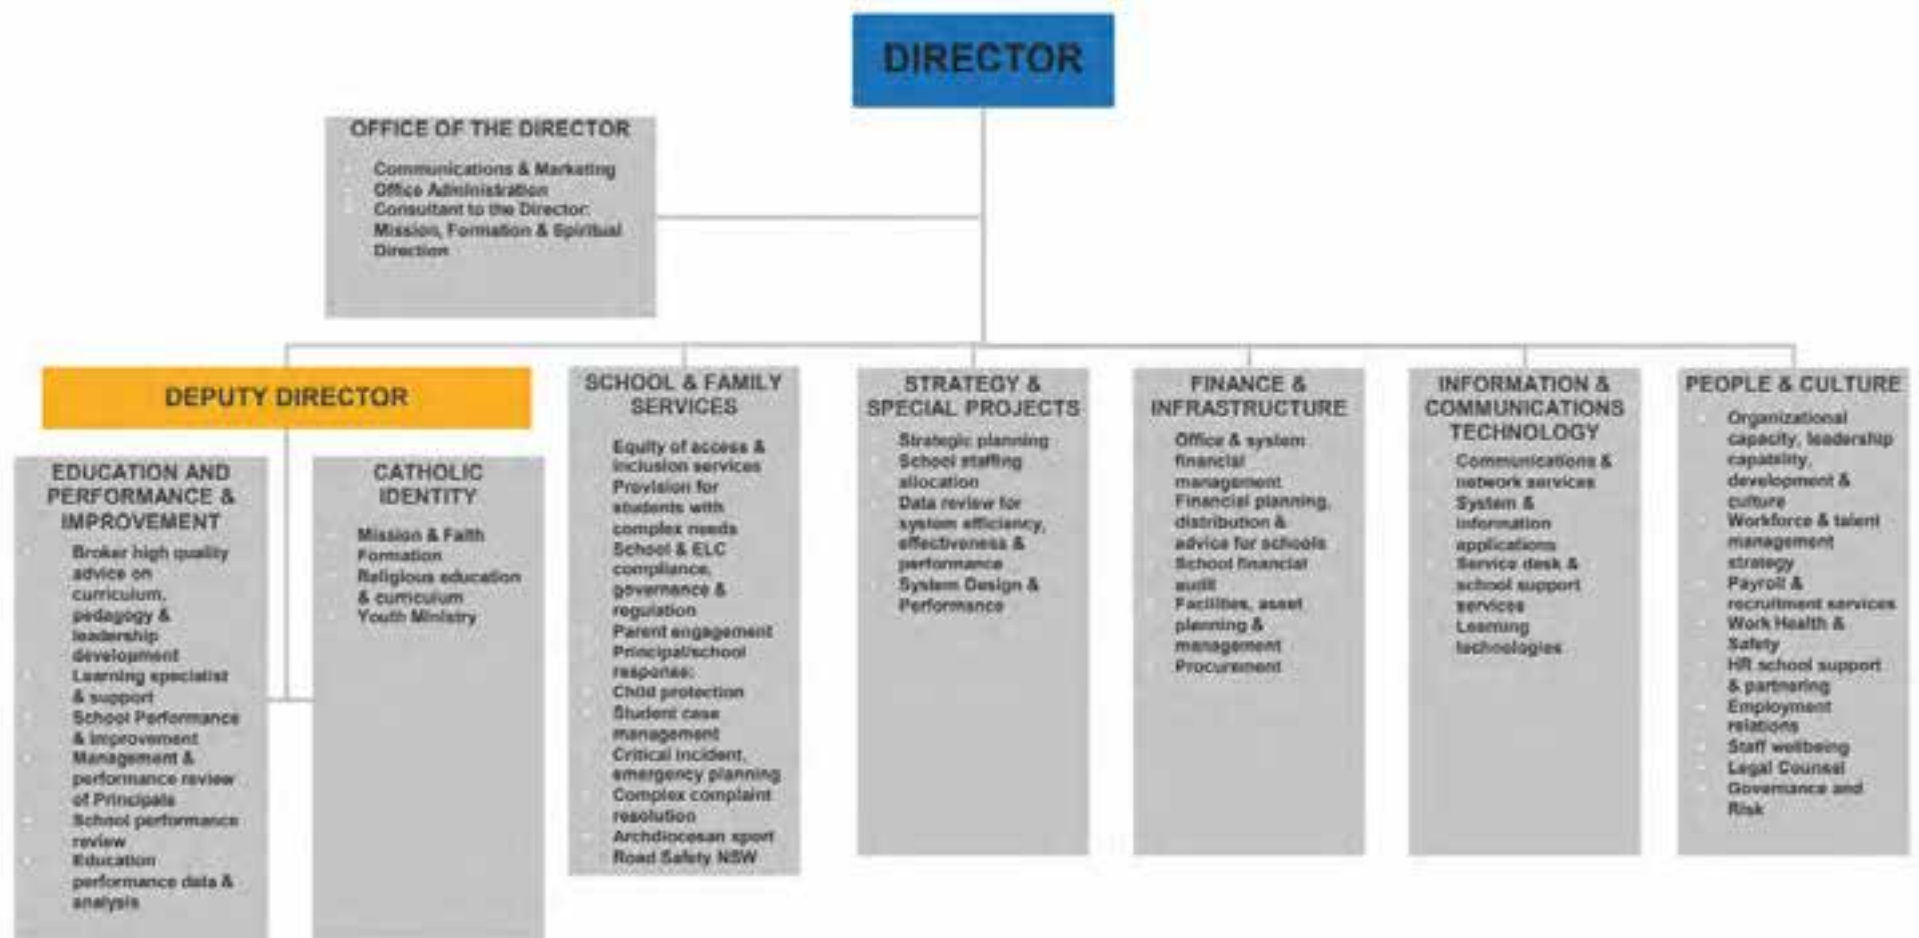 DIRECTOR
OFFICE OF THE DIRECTOR
Communications & Marketing
Office Administration
Consultant to the Director:
Mission, Formation & Spiritual
Direction
DEPUTY DIRECTOR
EDUCATION AND
PERFORMANCE &
IMPROVEMENT
Broker high quality
advice on
curriculum,
pedagogy &
leadership
development
Learning specialist
& support
School Performance
& Improvement
Management &
performance review
of Principals
School performance
review
Education
performance data &
analysis
CATHOLIC
IDENTITY
Mission & Faith
Formation
Religious education
& curriculum
Youth Ministry
SCHOOL & FAMILY
SERVICES
Equity of access &
inclusion services
Provision for
students with
complex needs
School & ELC
compliance,
governance &
regulation
Parent engagement
Principal/school
response:
Child protection
Student case
management
Critical incident,
emergency planning
Complex complaint
resolution
Archdiocesan sport
Road Safety NSW
STRATEGY &
SPECIAL PROJECTS
Strategic planning
School staffing
allocation
Data review for
system efficiency,
effectiveness &
performance
System Design &
Performance
FINANCE &
INFRASTRUCTURE
Office & system
financial
management
Financial planning,
distribution &
advice for schools
School financial
audit
Facilities, asset
planning &
management
Procurement
INFORMATION &
COMMUNICATIONS
TECHNOLOGY
Communications &
network services
System &
information
applications
Service desk &
school support
services
Learning
technologies
PEOPLE & CULTURE
Organizational
capacity, leadership
capability,
development &
culture
Workforce & talent
management
strategy
Payroll &
recruitment services
Work Health &
Safety
HR school support
& partnering
Employment
relations
Staff wellbeing
Legal Counsel
Governance and
Risk